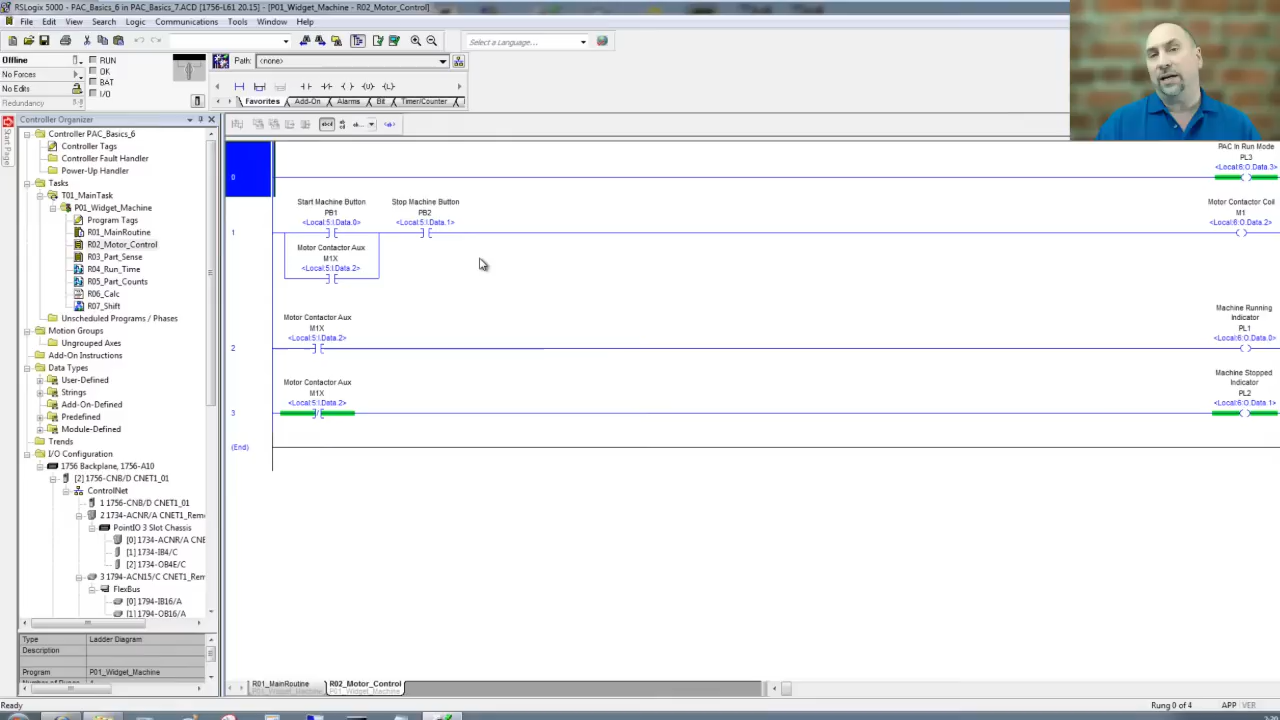 RSLogix 5000 - PAC_Basics_6 in PAC_Basics_7.ACD [1756-L61 20.15] - [P01_Widget_Machine - R02_Motor_Control]
File Edit View Search Logic Communications Tools Window Help
Select a Language...
Offline RUN Path: <none>
No Forces OK
No Edits BAT
Redundancy I/O
Favorites Add-On Alarms Bit Timer/Counter
Start Page
Controller Organizer
Controller PAC_Basics_6
Controller Tags
Controller Fault Handler
Power-Up Handler
Tasks
T01_MainTask
P01_Widget_Machine
Program Tags
R01_MainRoutine
R02_Motor_Control
R03_Part_Sense
R04_Run_Time
R05_Part_Counts
R06_Calc
R07_Shift
Unscheduled Programs / Phases
Motion Groups
Ungrouped Axes
Add-On Instructions
Data Types
User-Defined
Strings
Add-On-Defined
Predefined
Module-Defined
Trends
I/O Configuration
1756 Backplane, 1756-A10
[2] 1756-CNB/D CNET1_01
ControlNet
1 1756-CNB/D CNET1_01
2 1734-ACNR/A CNET1_Rem
PointIO 3 Slot Chassis
[0] 1734-ACNR/A CNE
[1] 1734-IB4/C
[2] 1734-OB4E/C
3 1794-ACN15/C CNET1_Rem
FlexBus
[0] 1794-IB16/A
[1] 1794-OB16/A
Type Ladder Diagram
Description
Program P01_Widget_Machine
PAC In Run Mode
PL3
<Local:6:O.Data.3>
0
Start Machine Button Stop Machine Button Motor Contactor Coil
PB1 PB2 M1
<Local:5:I.Data.0> <Local:5:I.Data.1> <Local:6:O.Data.2>
1
Motor Contactor Aux
M1X
<Local:5:I.Data.2>
Motor Contactor Aux Machine Running
Indicator
M1X PL1
<Local:5:I.Data.2> <Local:6:O.Data.0>
2
Motor Contactor Aux Machine Stopped
Indicator
M1X PL2
<Local:5:I.Data.2> <Local:6:O.Data.1>
3
(End)
R01_MainRoutine R02_Motor_Control
P01_Widget_Machine
Ready Rung 0 of 4 APP VER